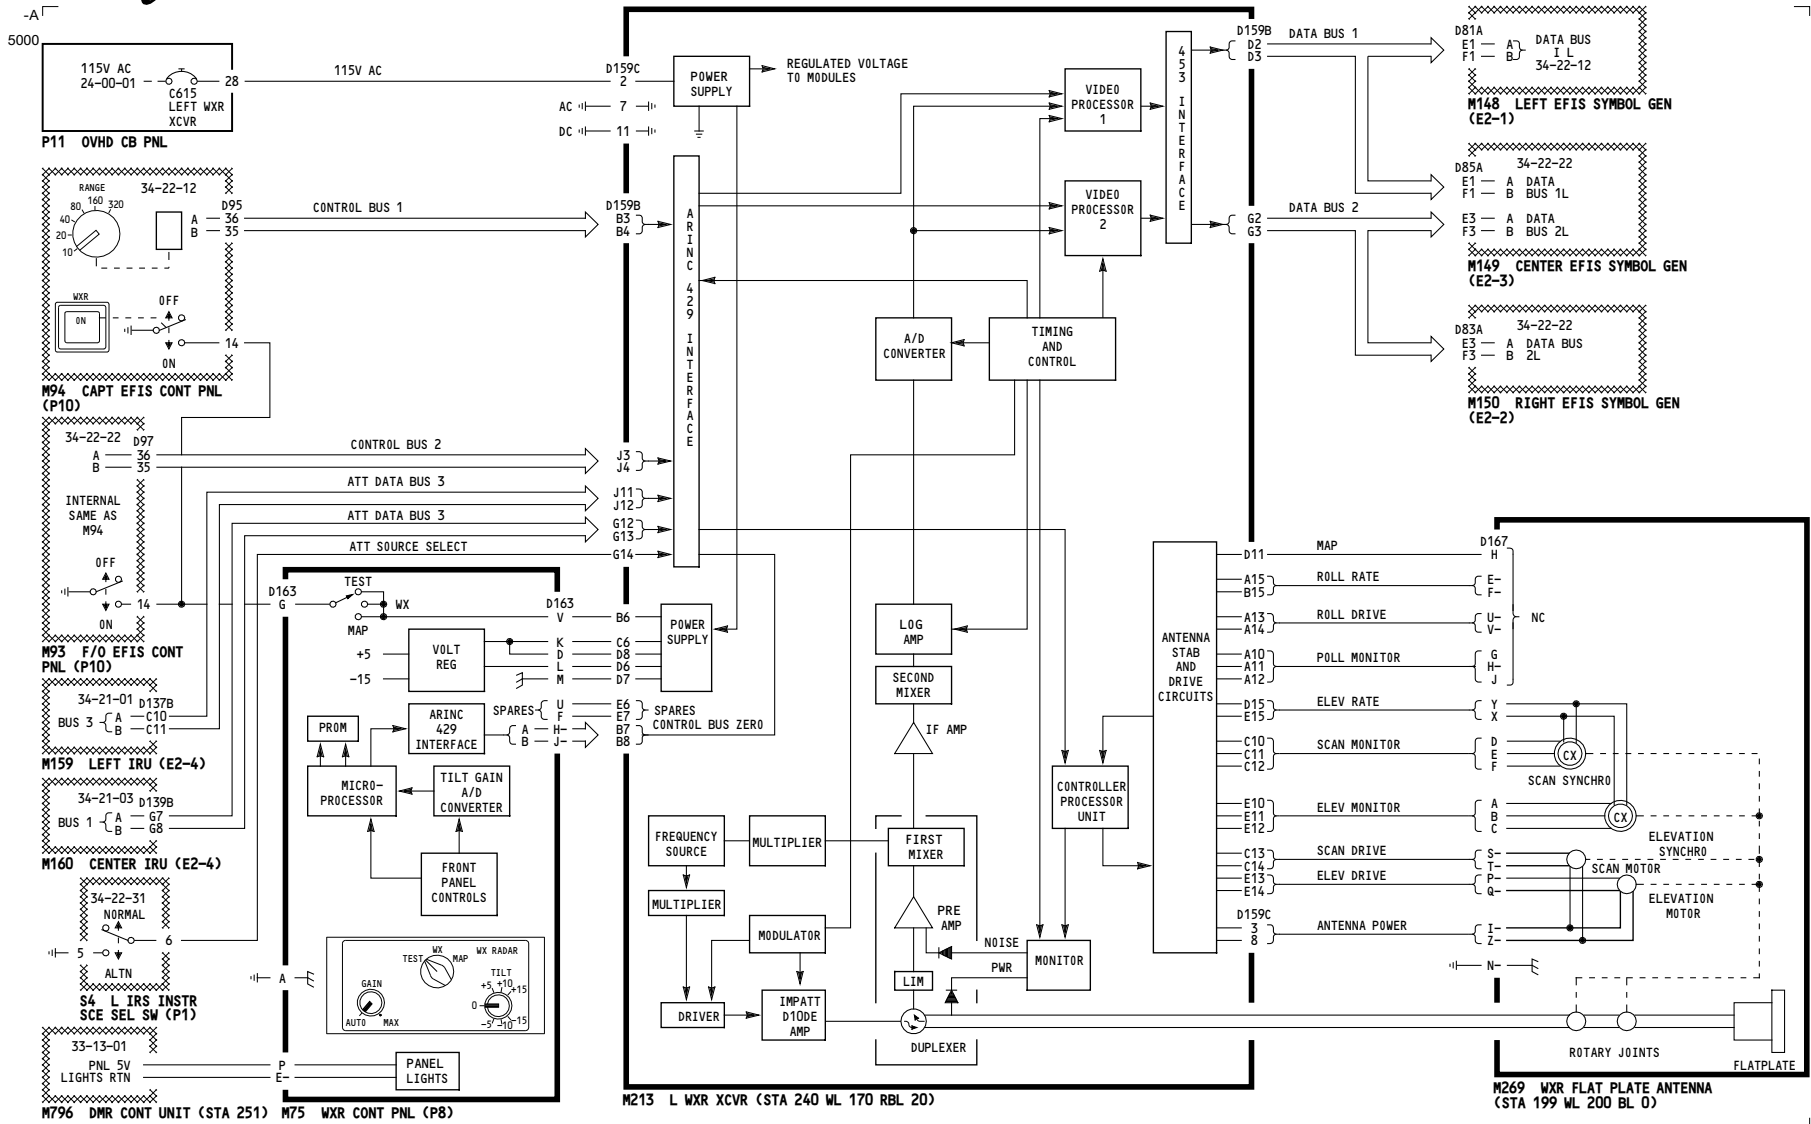 -A
5000
115V AC
24-00-01
C615
LEFT WXR
XCVR
28
P11 OVHD CB PNL
115V AC
D159C
2
AC 7
DC 11
POWER
SUPPLY
REGULATED VOLTAGE
TO MODULES
RANGE
10
20
40
80
160
320
34-22-12
D95
A 36
B 35
WXR
ON
OFF
ON
14
M94 CAPT EFIS CONT PNL
(P10)
CONTROL BUS 1
D159B
B3
B4
34-22-22
D97
A 36
B 35
INTERNAL
SAME AS
M94
OFF
ON
14
M93 F/O EFIS CONT
PNL (P10)
CONTROL BUS 2
J3
J4
ATT DATA BUS 3
J11
J12
ATT DATA BUS 3
G12
G13
ATT SOURCE SELECT
G14
34-21-01
D137B
BUS 3
A C10
B C11
M159 LEFT IRU (E2-4)
34-21-03
D139B
BUS 1
A G7
B G8
M160 CENTER IRU (E2-4)
34-22-31
NORMAL
6
5
ALTN
S4 L IRS INSTR
SCE SEL SW (P1)
33-13-01
PNL 5V
LIGHTS RTN
M796 DMR CONT UNIT (STA 251)
D163
G
TEST
WX
MAP
D163
V B6
K C6
D D8
L D6
M D7
+5
-15
VOLT
REG
POWER
SUPPLY
SPARES
U E6
F E7
SPARES
CONTROL BUS ZERO
A H- B7
B J- B8
PROM
ARINC
429
INTERFACE
MICRO-
PROCESSOR
TILT GAIN
A/D
CONVERTER
FRONT
PANEL
CONTROLS
A
WX RADAR
TEST
WX
MAP
GAIN
AUTO
MAX
TILT
+5
+10
+15
0
-5
-10
-15
P
E-
PANEL
LIGHTS
M75 WXR CONT PNL (P8)
ARINC 429 INTERFACE
VIDEO
PROCESSOR
1
VIDEO
PROCESSOR
2
453 INTERFACE
A/D
CONVERTER
TIMING
AND
CONTROL
LOG
AMP
SECOND
MIXER
IF AMP
FREQUENCY
SOURCE
MULTIPLIER
FIRST
MIXER
MULTIPLIER
MODULATOR
PRE
AMP
NOISE
PWR
MONITOR
LIM
DRIVER
IMPATT
D1ODE
AMP
DUPLEXER
CONTROLLER
PROCESSOR
UNIT
ANTENNA
STAB
AND
DRIVE
CIRCUITS
M213 L WXR XCVR (STA 240 WL 170 RBL 20)
D159B
D2
D3
DATA BUS 1
G2
G3
DATA BUS 2
D81A
E1 A
F1 B
DATA BUS
I L
34-22-12
M148 LEFT EFIS SYMBOL GEN
(E2-1)
34-22-22
D85A
E1 A DATA
F1 B BUS 1L
E3 A DATA
F3 B BUS 2L
M149 CENTER EFIS SYMBOL GEN
(E2-3)
34-22-22
D83A
E3 A DATA BUS
F3 B 2L
M150 RIGHT EFIS SYMBOL GEN
(E2-2)
D11
MAP
D167
H
A15
B15
ROLL RATE
E-
F-
A13
A14
ROLL DRIVE
U-
V-
NC
A10
A11
A12
POLL MONITOR
G
H-
J
D15
E15
ELEV RATE
Y
X
C10
C11
C12
SCAN MONITOR
D
E
F
CX
SCAN SYNCHR0
E10
E11
E12
ELEV MONITOR
A
B
C
CX
ELEVATION
SYNCHR0
C13
C14
SCAN DRIVE
S-
T-
SCAN MOTOR
E13
E14
ELEV DRIVE
P-
Q-
ELEVATION
MOTOR
D159C
3
8
ANTENNA POWER
I-
Z-
N-
ROTARY JOINTS
FLATPLATE
M269 WXR FLAT PLATE ANTENNA
(STA 199 WL 200 BL 0)